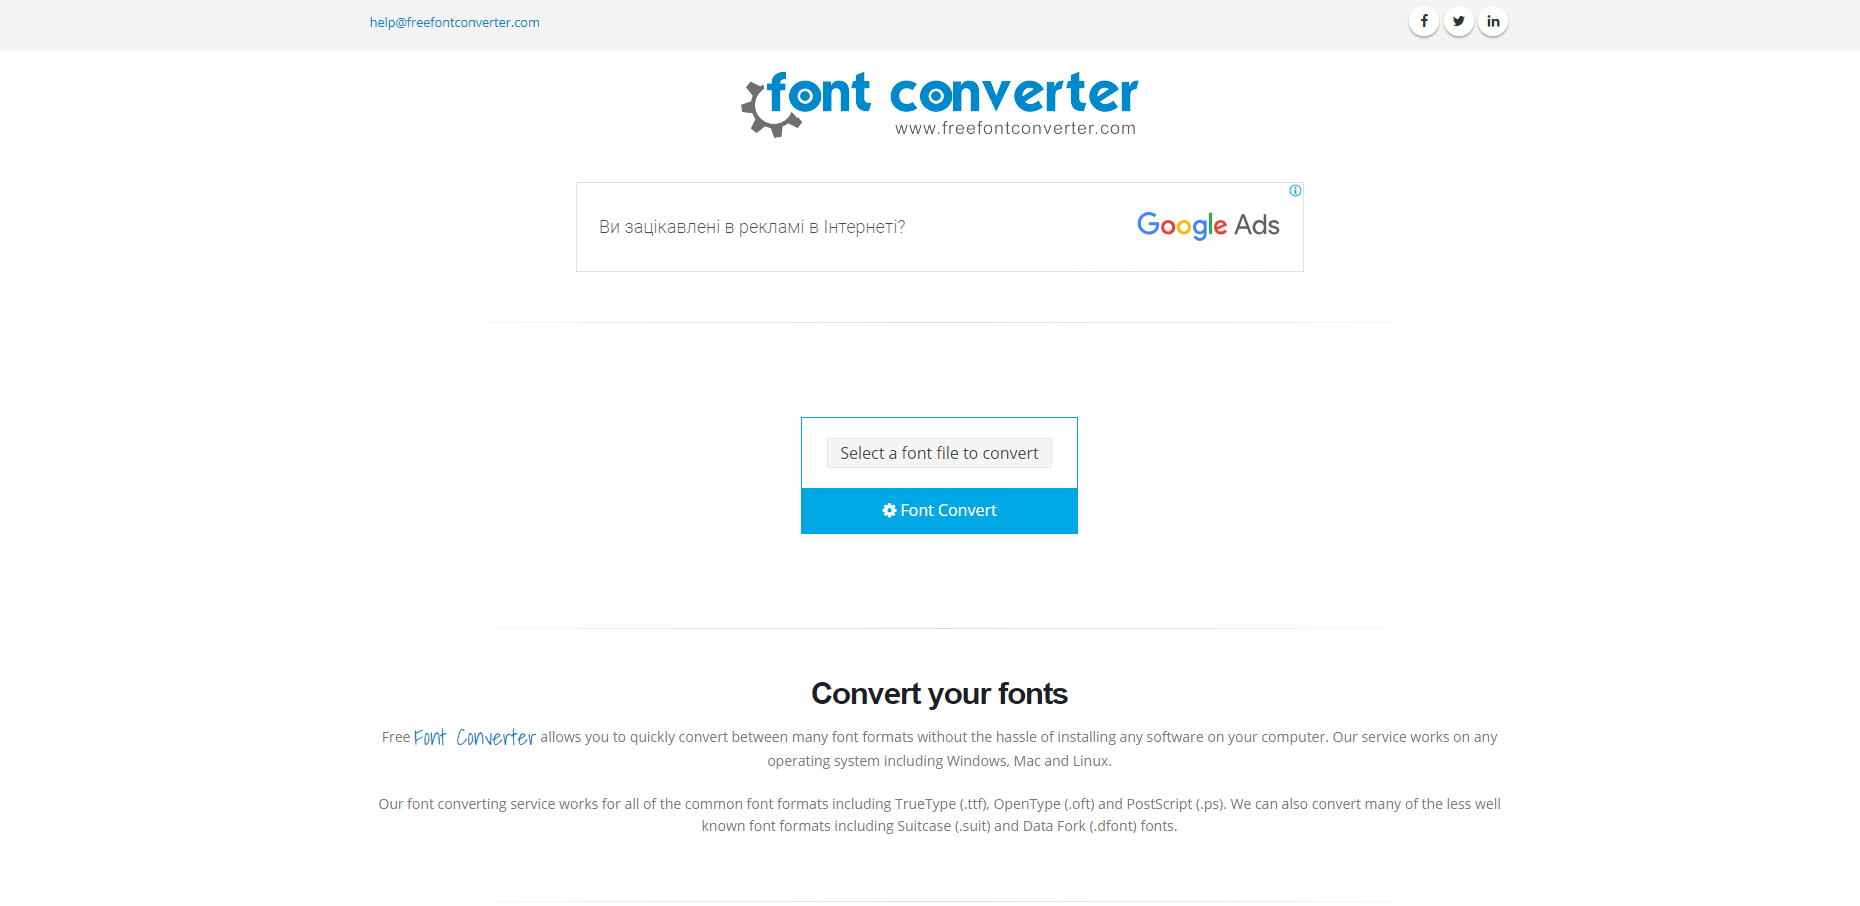 help@freefontconverter.com
font converter
www.freefontconverter.com
Ви зацікавлені в рекламі в Інтернеті?
Google Ads
Select a font file to convert
Font Convert
Convert your fonts
Free Font Converter allows you to quickly convert between many font formats without the hassle of installing any software on your computer. Our service works on any
operating system including Windows, Mac and Linux.
Our font converting service works for all of the common font formats including TrueType (.ttf), OpenType (.oft) and PostScript (.ps). We can also convert many of the less well
known font formats including Suitcase (.suit) and Data Fork (.dfont) fonts.